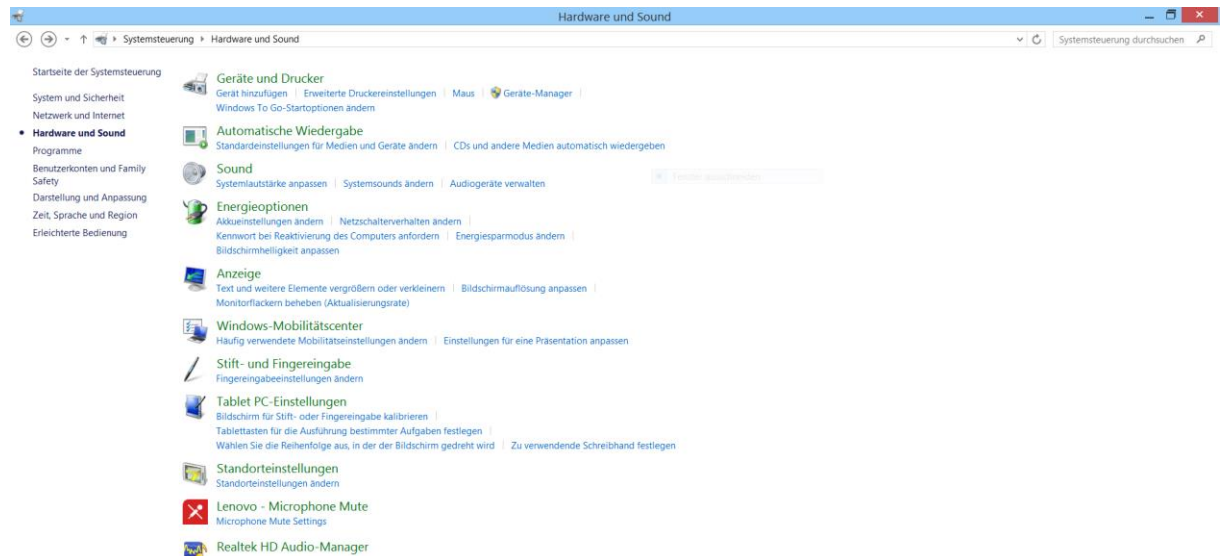 Hardware und Sound
Systemsteuerung Hardware und Sound
Systemsteuerung durchsuchen
Startseite der Systemsteuerung
System und Sicherheit
Netzwerk und Internet
Hardware und Sound
Programme
Benutzerkonten und Family
Safety
Darstellung und Anpassung
Zeit, Sprache und Region
Erleichterte Bedienung
Geräte und Drucker
Gerät hinzufügen | Erweiterte Druckereinstellungen | Maus | Geräte-Manager |
Windows To Go-Startoptionen ändern
Automatische Wiedergabe
Standardeinstellungen für Medien und Geräte ändern | CDs und andere Medien automatisch wiedergeben
Sound
Systemlautstärke anpassen | Systemsounds ändern | Audiogeräte verwalten
Energieoptionen
Akkueinstellungen ändern | Netzschalterverhalten ändern |
Kennwort bei Reaktivierung des Computers anfordern | Energiesparmodus ändern |
Bildschirmhelligkeit anpassen
Anzeige
Text und weitere Elemente vergrößern oder verkleinern | Bildschirmauflösung anpassen |
Monitorflackern beheben (Aktualisierungsrate)
Windows-Mobilitätscenter
Häufig verwendete Mobilitätseinstellungen ändern | Einstellungen für eine Präsentation anpassen
Stift- und Fingereingabe
Fingereingabeeinstellungen ändern
Tablet PC-Einstellungen
Bildschirm für Stift- oder Fingereingabe kalibrieren |
Tablettasten für die Ausführung bestimmter Aufgaben festlegen |
Wählen Sie die Reihenfolge aus, in der der Bildschirm gedreht wird | Zu verwendende Schreibhand festlegen
Standorteinstellungen
Standorteinstellungen ändern
Lenovo - Microphone Mute
Microphone Mute Settings
Realtek HD Audio-Manager